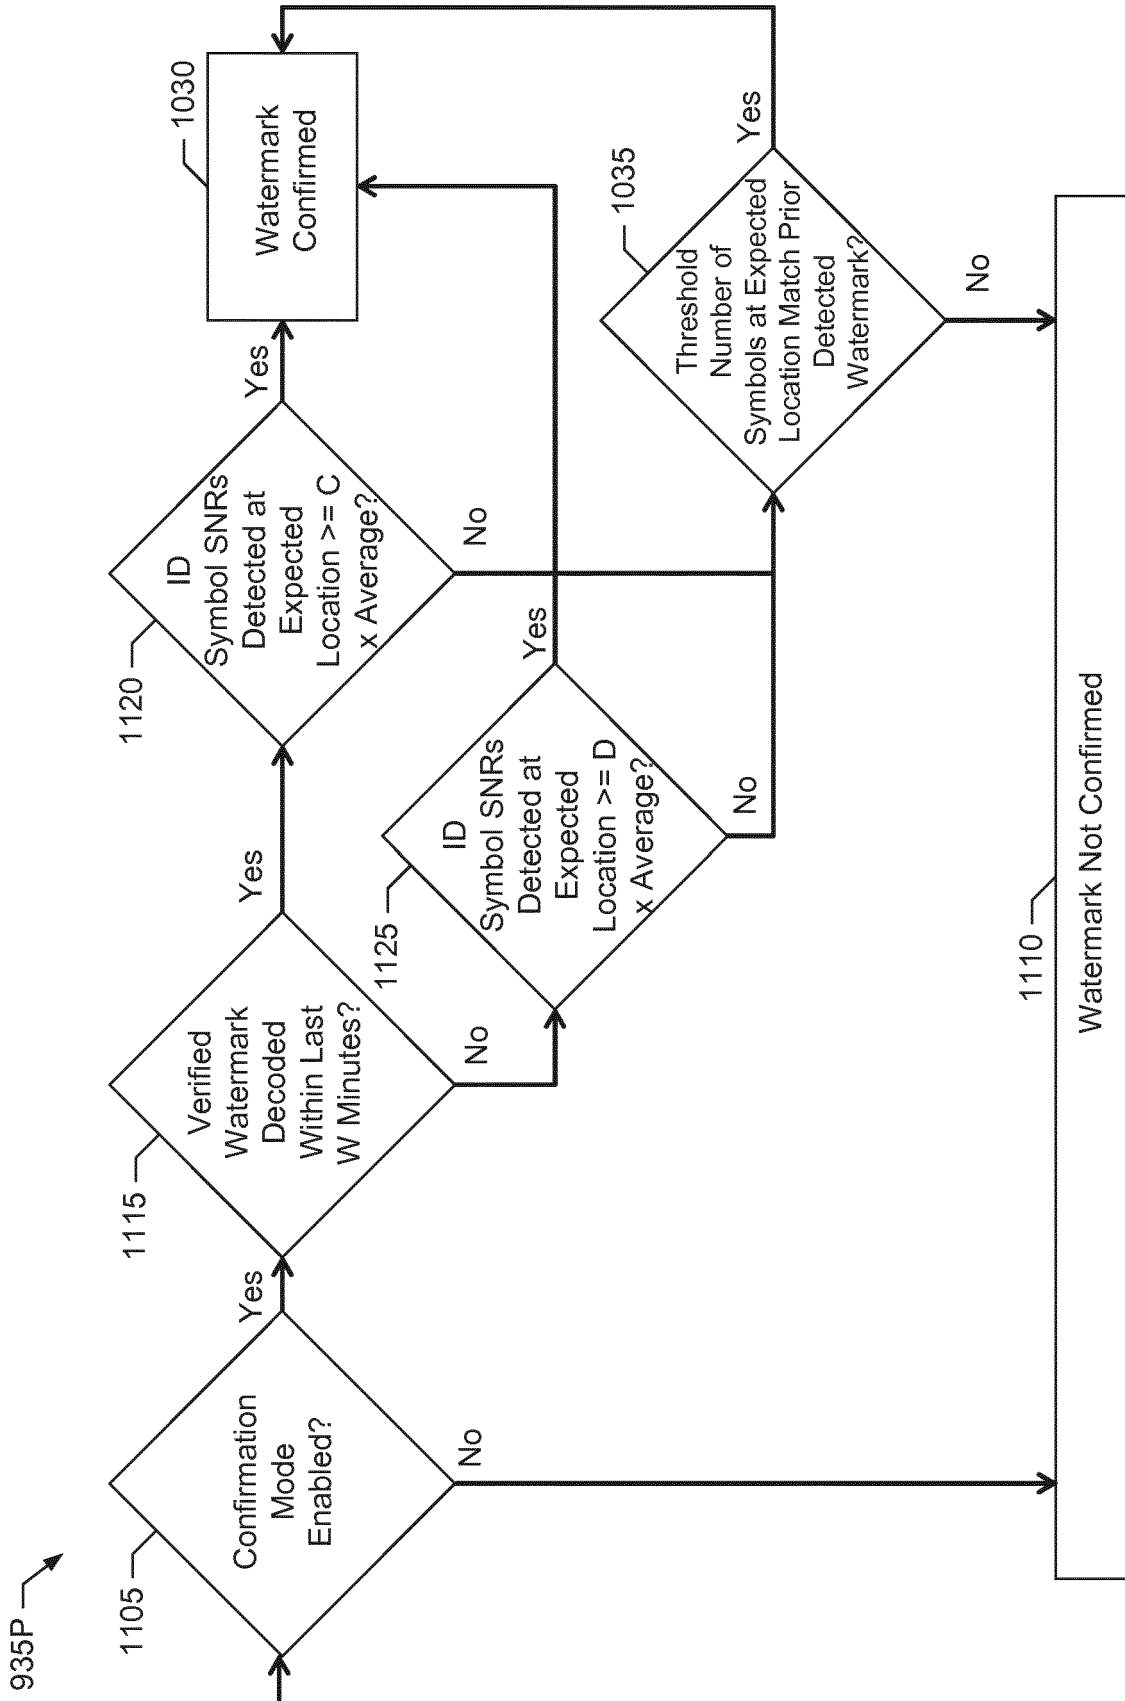 935P
1105
Confirmation
Mode
Enabled?
Yes
No
1115
Verified
Watermark
Decoded
Within Last
W Minutes?
Yes
No
1120
ID
Symbol SNRs
Detected at
Expected
Location >= C
x Average?
Yes
No
1125
ID
Symbol SNRs
Detected at
Expected
Location >= D
x Average?
Yes
No
1030
Watermark
Confirmed
1035
Threshold
Number of
Symbols at Expected
Location Match Prior
Detected
Watermark?
Yes
No
1110
Watermark Not Confirmed